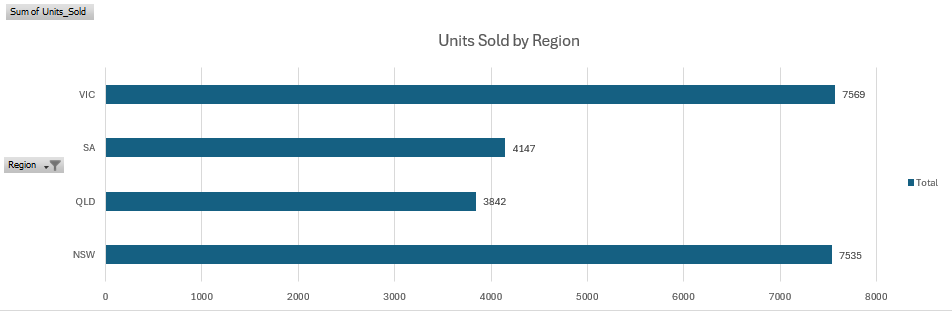 Sum of Units_Sold
Units Sold by Region
VIC
7569
SA
4147
Region
Total
QLD
3842
NSW
7535
0 1000 2000 3000 4000 5000 6000 7000 8000